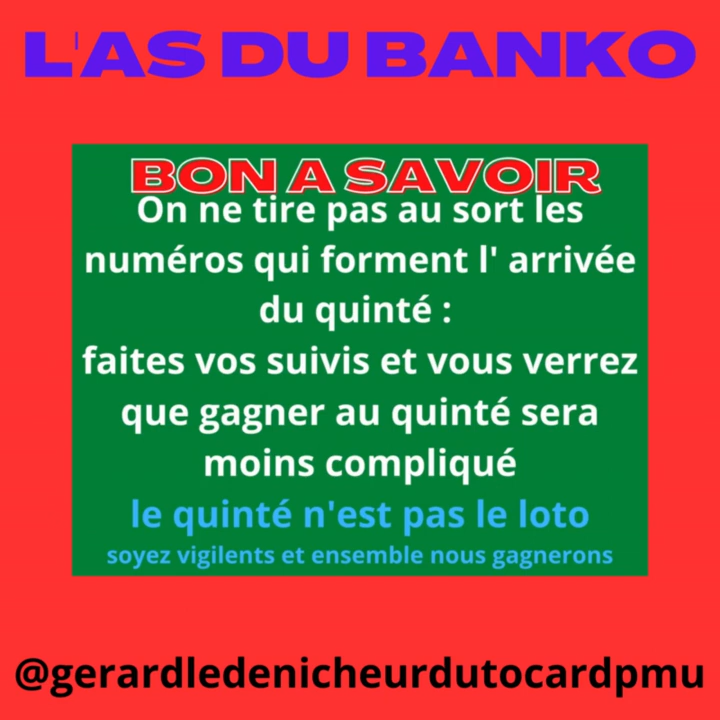 L'AS DU BANKO
BON A SAVOIR
On ne tire pas au sort les
numéros qui forment l' arrivée
du quinté :
faites vos suivis et vous verrez
que gagner au quinté sera
moins compliqué
le quinté n'est pas le loto
soyez vigilents et ensemble nous gagnerons
@gerardledenicheurdutocardpmu